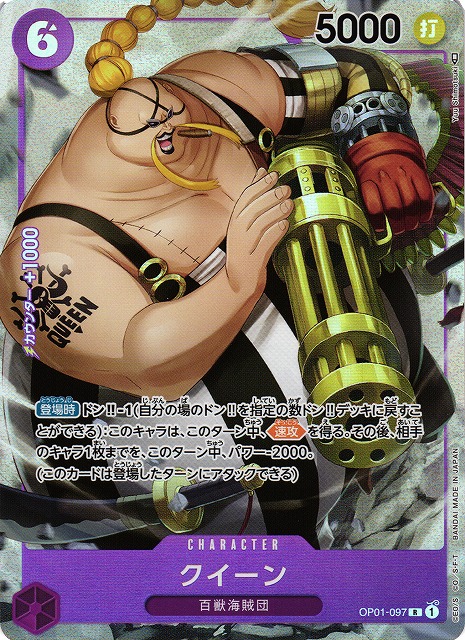 6
5000
打
Yuu Shimotsuki
カウンター+1000
QUEEN
登場時 ドン!!-1(自分の場のドン!!を指定の数ドン!!デッキに戻すこ
とができる):このキャラは、このターン中、速攻を得る。その後、相手
のキャラ1枚までを、このターン中、パワー-2000。
(このカードは登場したターンにアタックできる)
CHARACTER
クイーン
百獣海賊団
OP01-097 R 1
BANDAI MADE IN JAPAN